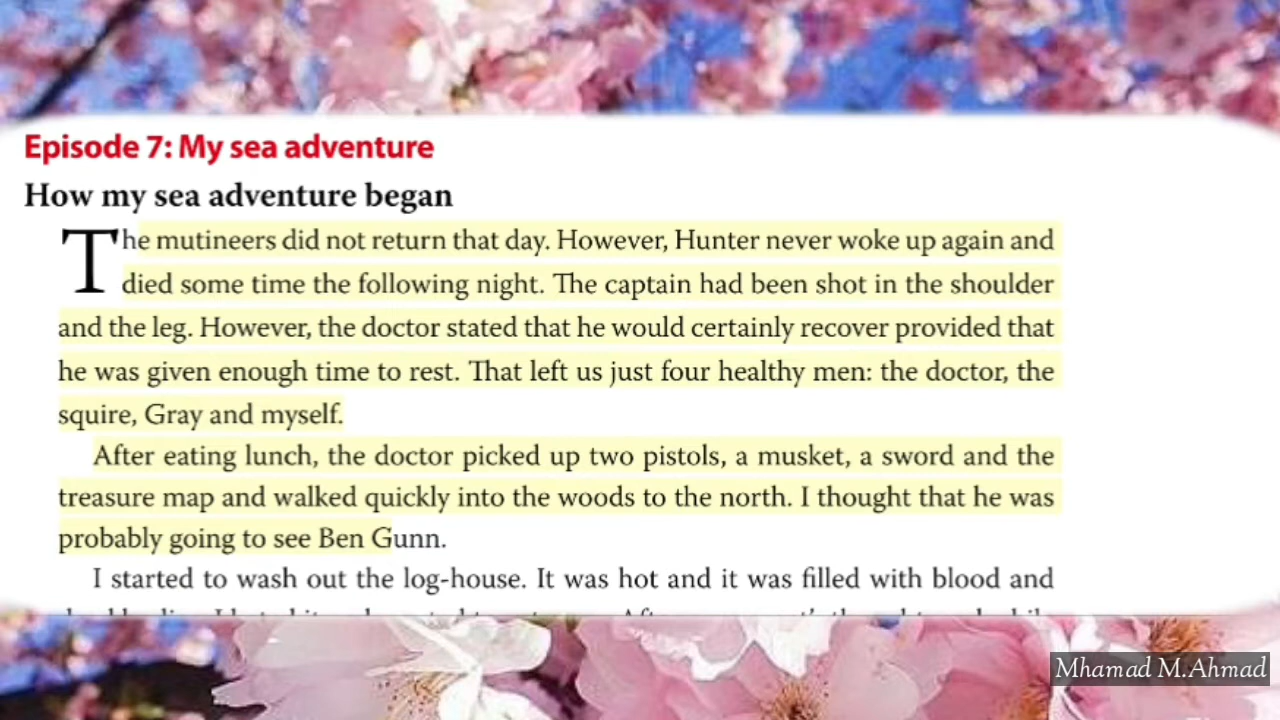 Episode 7: My sea adventure
How my sea adventure began
The mutineers did not return that day. However, Hunter never woke up again and
died some time the following night. The captain had been shot in the shoulder
and the leg. However, the doctor stated that he would certainly recover provided that
he was given enough time to rest. That left us just four healthy men: the doctor, the
squire, Gray and myself.
After eating lunch, the doctor picked up two pistols, a musket, a sword and the
treasure map and walked quickly into the woods to the north. I thought that he was
probably going to see Ben Gunn.
I started to wash out the log-house. It was hot and it was filled with blood and
Mhamad M.Ahmad